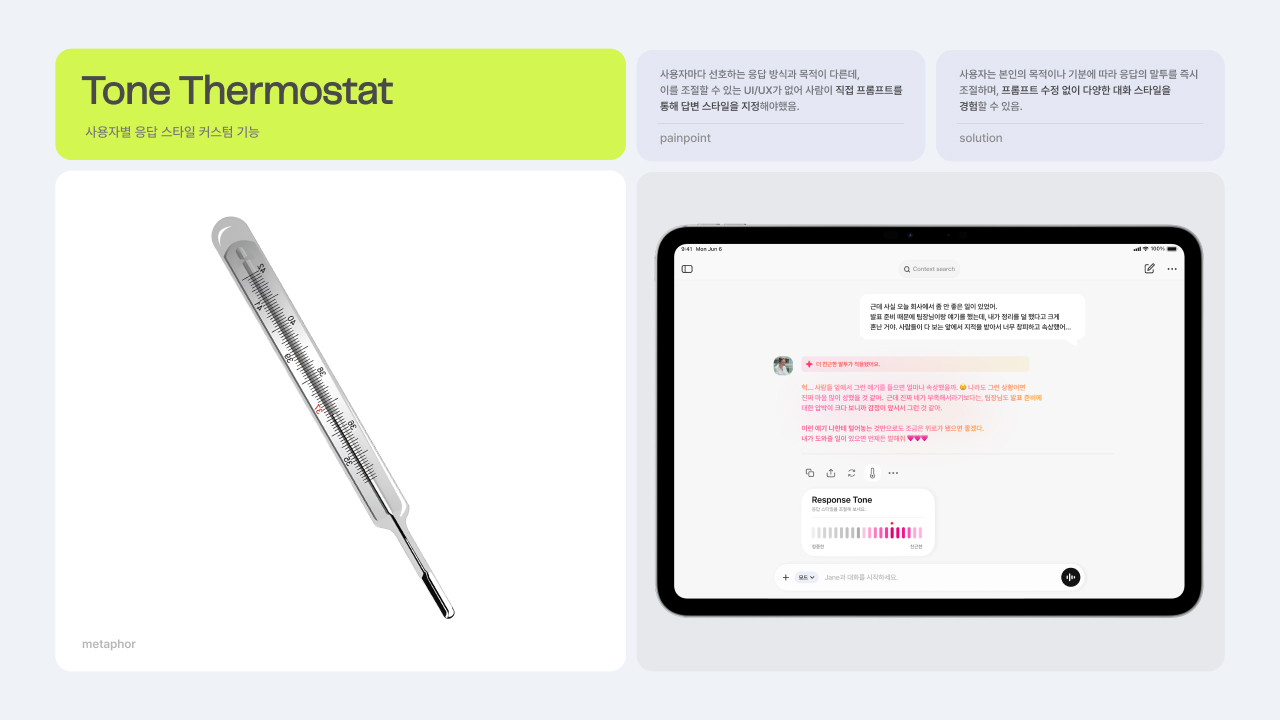 Tone Thermostat
사용자별 응답 스타일 커스텀 기능
사용자마다 선호하는 응답 방식과 목적이 다른데,
이를 조절할 수 있는 UI/UX가 없어 사람이 직접 프롬프트를
통해 답변 스타일을 지정해야했음.
painpoint
사용자는 본인의 목적이나 기분에 따라 응답의 말투를 즉시
조절하며, 프롬프트 수정 없이 다양한 대화 스타일을
경험할 수 있음.
solution
42
41
40
39
38
37
36
35
metaphor
9:41 Mon Jun 6
100%
Context search
근데 사실 오늘 회사에서 좀 안 좋은 일이 있었어.
발표 준비 때문에 팀장님이랑 얘기를 했는데, 내가 정리를 덜 했다고 크게
혼난 거야. 사람들이 다 보는 앞에서 지적을 받아서 너무 창피하고 속상했어...
더 친근한 말투가 적용됐어요.
헉... 사람들 앞에서 그런 얘기를 들으면 얼마나 속상했을까. 😢 나라도 그런 상황이면
진짜 마음 많이 상했을 것 같아. 근데 진짜 네가 부족해서라기보다는, 팀장님도 발표 준비에
대한 압박이 크다 보니까 감정이 앞서서 그런 것 같아.
이런 얘기 나한테 털어놓는 것만으로도 조금은 위로가 됐으면 좋겠다.
내가 도와줄 일이 있으면 언제든 말해줘 💗💗💗
Response Tone
응답 스타일을 조절해 보세요.
정중한
친근한
모드
Jane과 대화를 시작하세요.